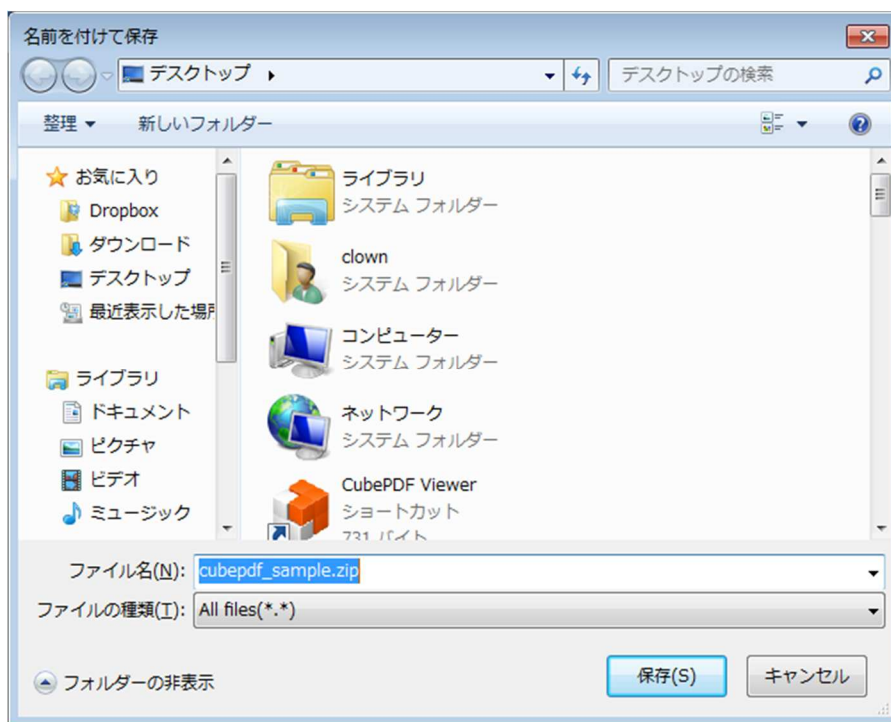 名前を付けて保存
デスクトップ
デスクトップの検索
整理
新しいフォルダー
お気に入り
Dropbox
ダウンロード
デスクトップ
最近表示した場所
ライブラリ
ドキュメント
ピクチャ
ビデオ
ミュージック
ライブラリ
システム フォルダー
clown
システム フォルダー
コンピューター
システム フォルダー
ネットワーク
システム フォルダー
CubePDF Viewer
ショートカット
731 バイト
ファイル名(N): cubepdf_sample.zip
ファイルの種類(T): All files(*.*)
フォルダーの非表示
保存(S)
キャンセル